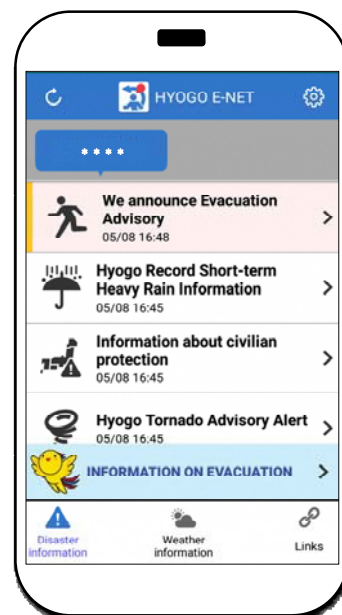 HYOGO E-NET
****
We announce Evacuation
Advisory
05/08 16:48
Hyogo Record Short-term
Heavy Rain Information
05/08 16:45
Information about civilian
protection
05/08 16:45
Hyogo Tornado Advisory Alert
05/08 16:45
INFORMATION ON EVACUATION
Disaster
information
Weather
information
Links